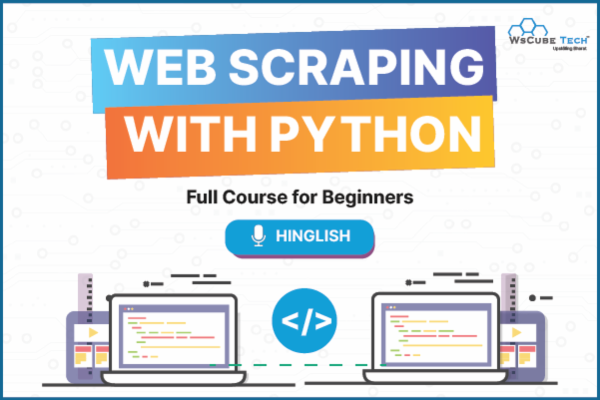 WsCube Tech
Upskilling Bharat
WEB SCRAPING
WITH PYTHON
Full Course for Beginners
HINGLISH
</>